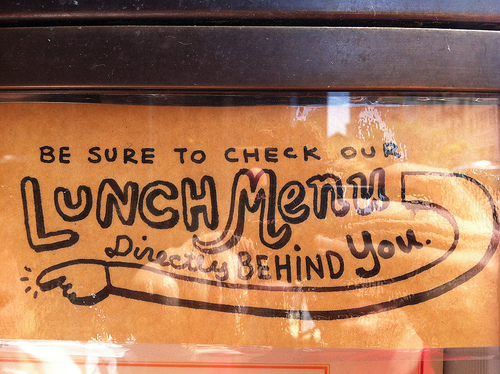 BE SURE TO CHECK OUR
LUNCH MENU
Directly BEHIND You.